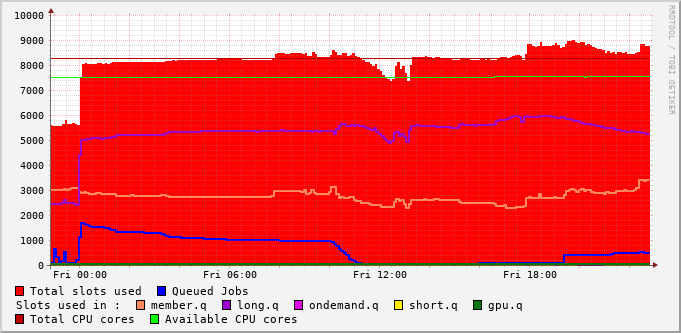 10000
9000
8000
7000
6000
5000
4000
3000
2000
1000
0
Fri 00:00 Fri 06:00 Fri 12:00 Fri 18:00
Total slots used Queued Jobs
Slots used in : member.q long.q ondemand.q short.q gpu.q
Total CPU cores Available CPU cores
RRDTOOL / TOBI OETIKER